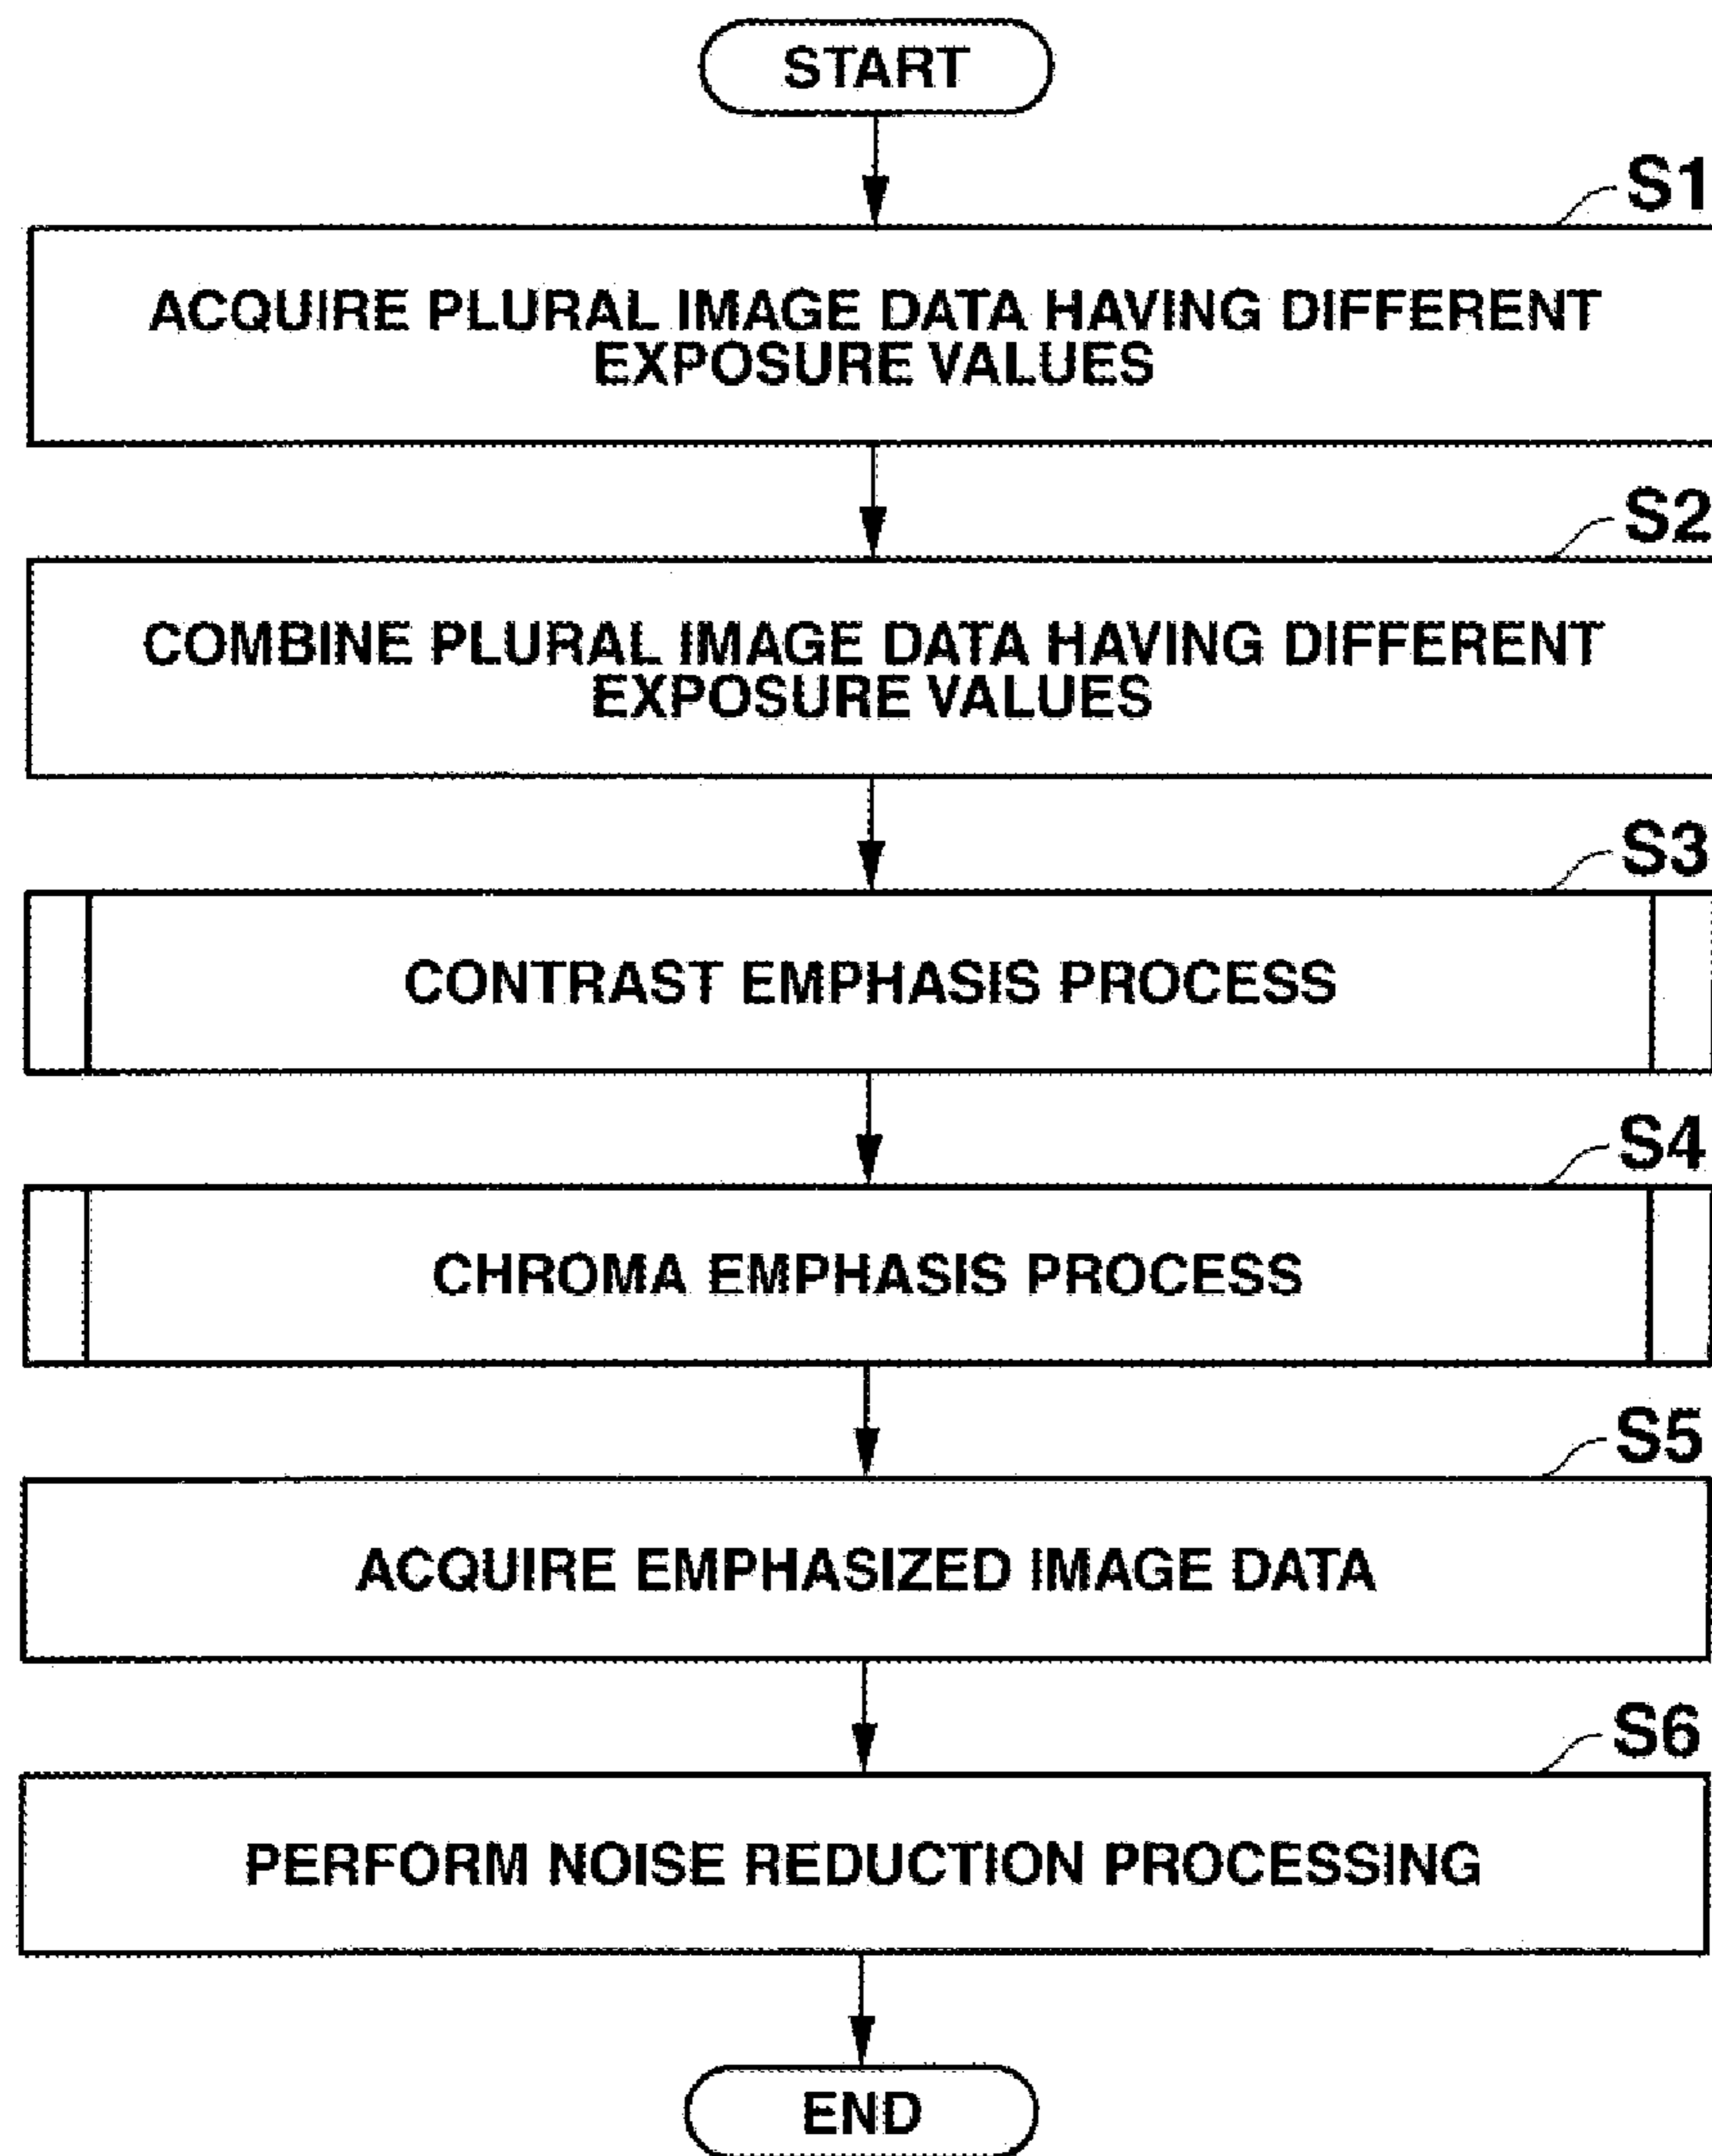 START
S1
ACQUIRE PLURAL IMAGE DATA HAVING DIFFERENT
EXPOSURE VALUES
S2
COMBINE PLURAL IMAGE DATA HAVING DIFFERENT
EXPOSURE VALUES
S3
CONTRAST EMPHASIS PROCESS
S4
CHROMA EMPHASIS PROCESS
S5
ACQUIRE EMPHASIZED IMAGE DATA
S6
PERFORM NOISE REDUCTION PROCESSING
END